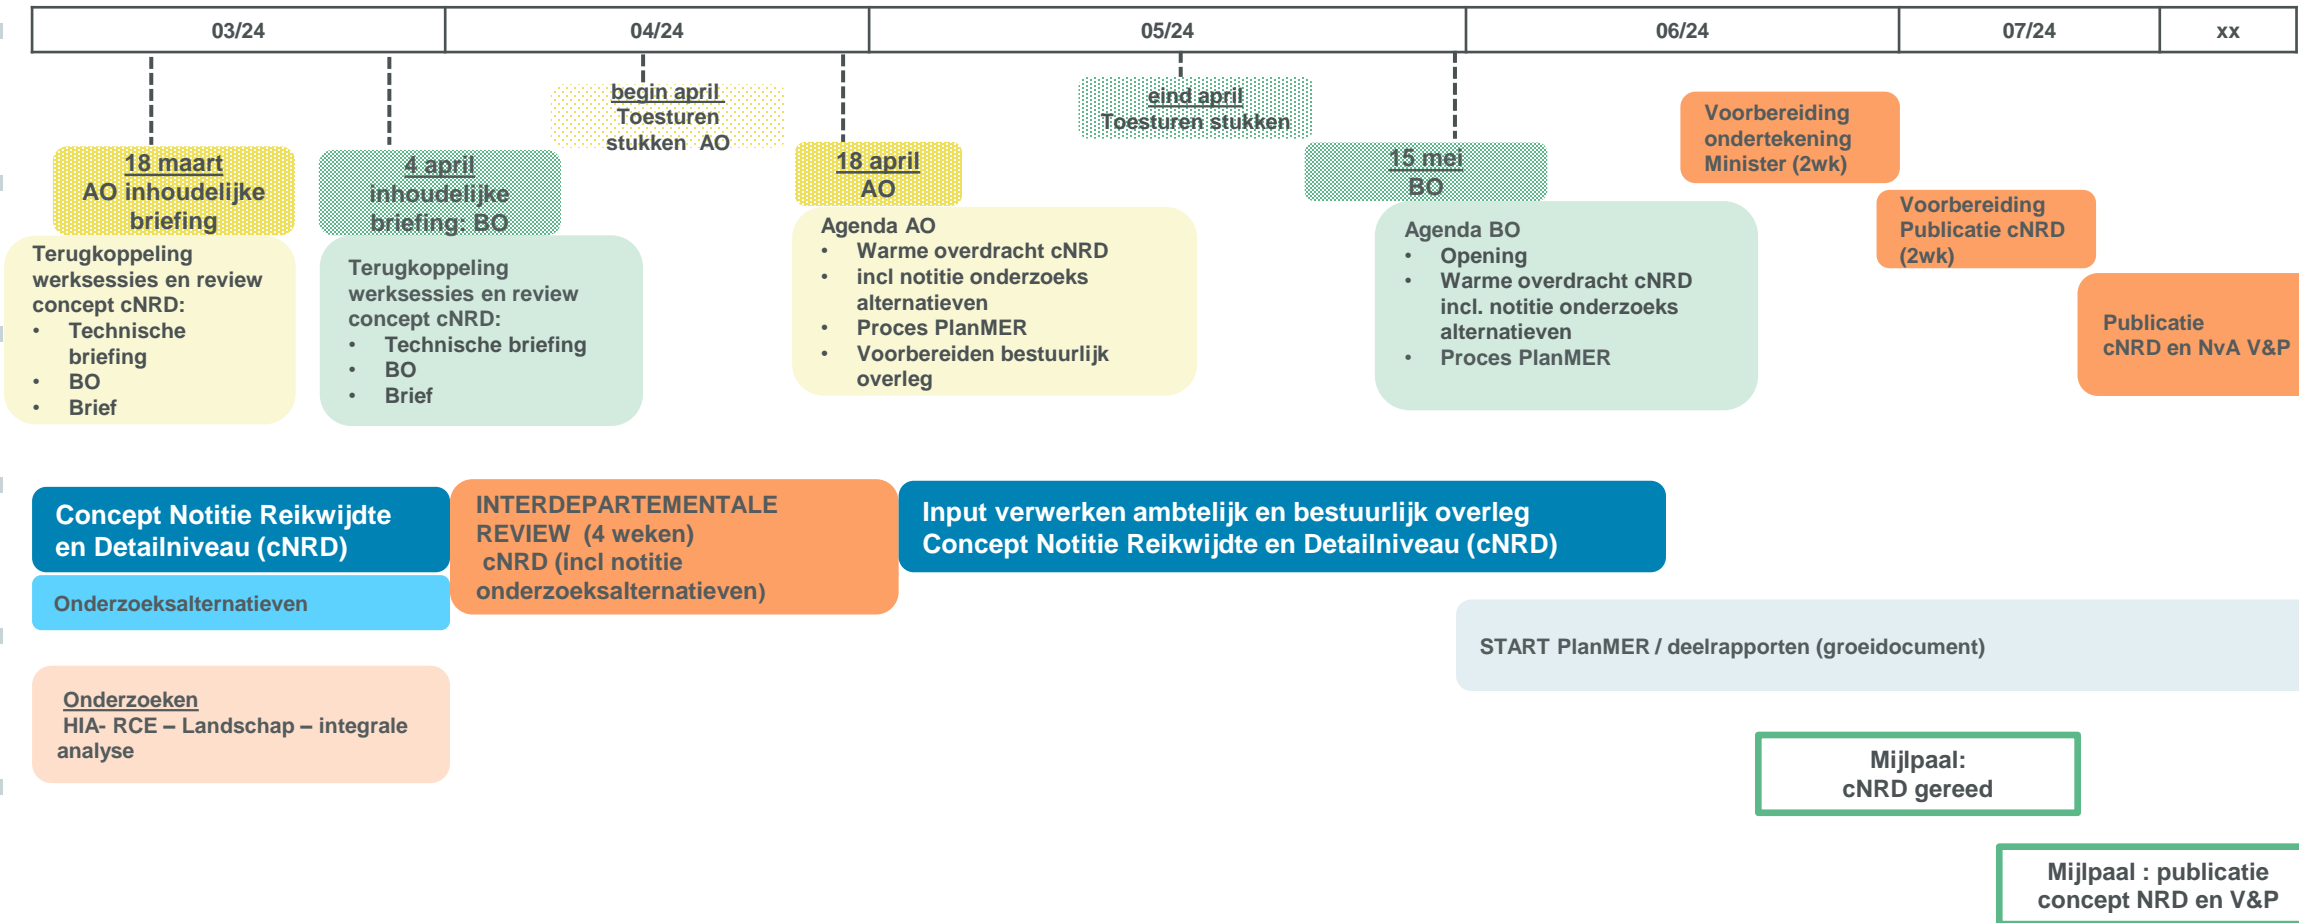 03/24
04/24
05/24
06/24
07/24
xx
18 maart
AO inhoudelijke
briefing
Terugkoppeling
werksessies en review
concept cNRD:
• Technische
briefing
• BO
• Brief
4 april
inhoudelijke
briefing: BO
Terugkoppeling
werksessies en review
concept cNRD:
• Technische briefing
• BO
• Brief
begin april
Toesturen
stukken AO
18 april
AO
Agenda AO
• Warme overdracht cNRD
• incl notitie onderzoeks
alternatieven
• Proces PlanMER
• Voorbereiden bestuurlijk
overleg
eind april
Toesturen stukken
15 mei
BO
Agenda BO
• Opening
• Warme overdracht cNRD
incl. notitie onderzoeks
alternatieven
• Proces PlanMER
Voorbereiding
ondertekening
Minister (2wk)
Voorbereiding
Publicatie cNRD
(2wk)
Publicatie
cNRD en NvA V&P
Concept Notitie Reikwijdte
en Detailniveau (cNRD)
INTERDEPARTEMENTALE
REVIEW (4 weken)
cNRD (incl notitie
onderzoeksalternatieven)
Input verwerken ambtelijk en bestuurlijk overleg
Concept Notitie Reikwijdte en Detailniveau (cNRD)
Onderzoeksalternatieven
START PlanMER / deelrapporten (groeidocument)
Onderzoeken
HIA- RCE – Landschap – integrale
analyse
Mijlpaal:
cNRD gereed
Mijlpaal : publicatie
concept NRD en V&P